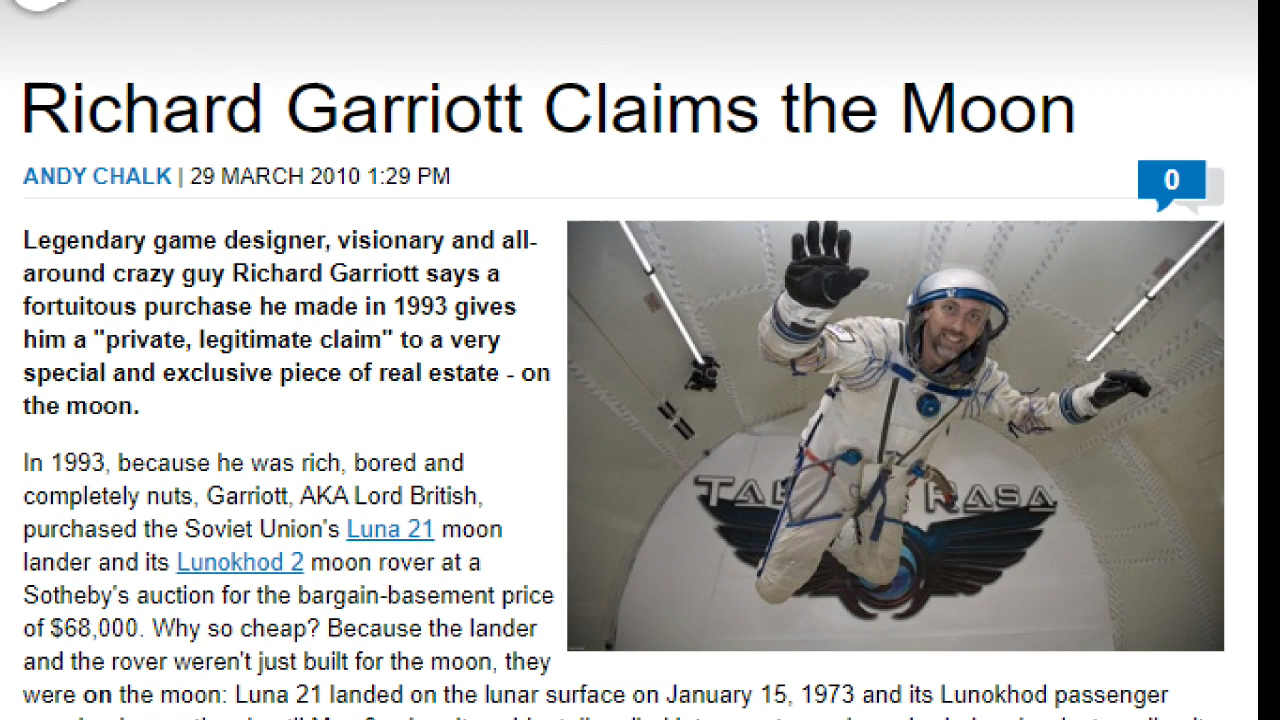 Richard Garriott Claims the Moon
ANDY CHALK | 29 MARCH 2010 1:29 PM
0
Legendary game designer, visionary and all-
around crazy guy Richard Garriott says a
fortuitous purchase he made in 1993 gives
him a "private, legitimate claim" to a very
special and exclusive piece of real estate - on
the moon.
In 1993, because he was rich, bored and
completely nuts, Garriott, AKA Lord British,
purchased the Soviet Union's Luna 21 moon
lander and its Lunokhod 2 moon rover at a
Sotheby's auction for the bargain-basement price
of $68,000. Why so cheap? Because the lander
and the rover weren't just built for the moon, they
were on the moon: Luna 21 landed on the lunar surface on January 15, 1973 and its Lunokhod passenger
RASA